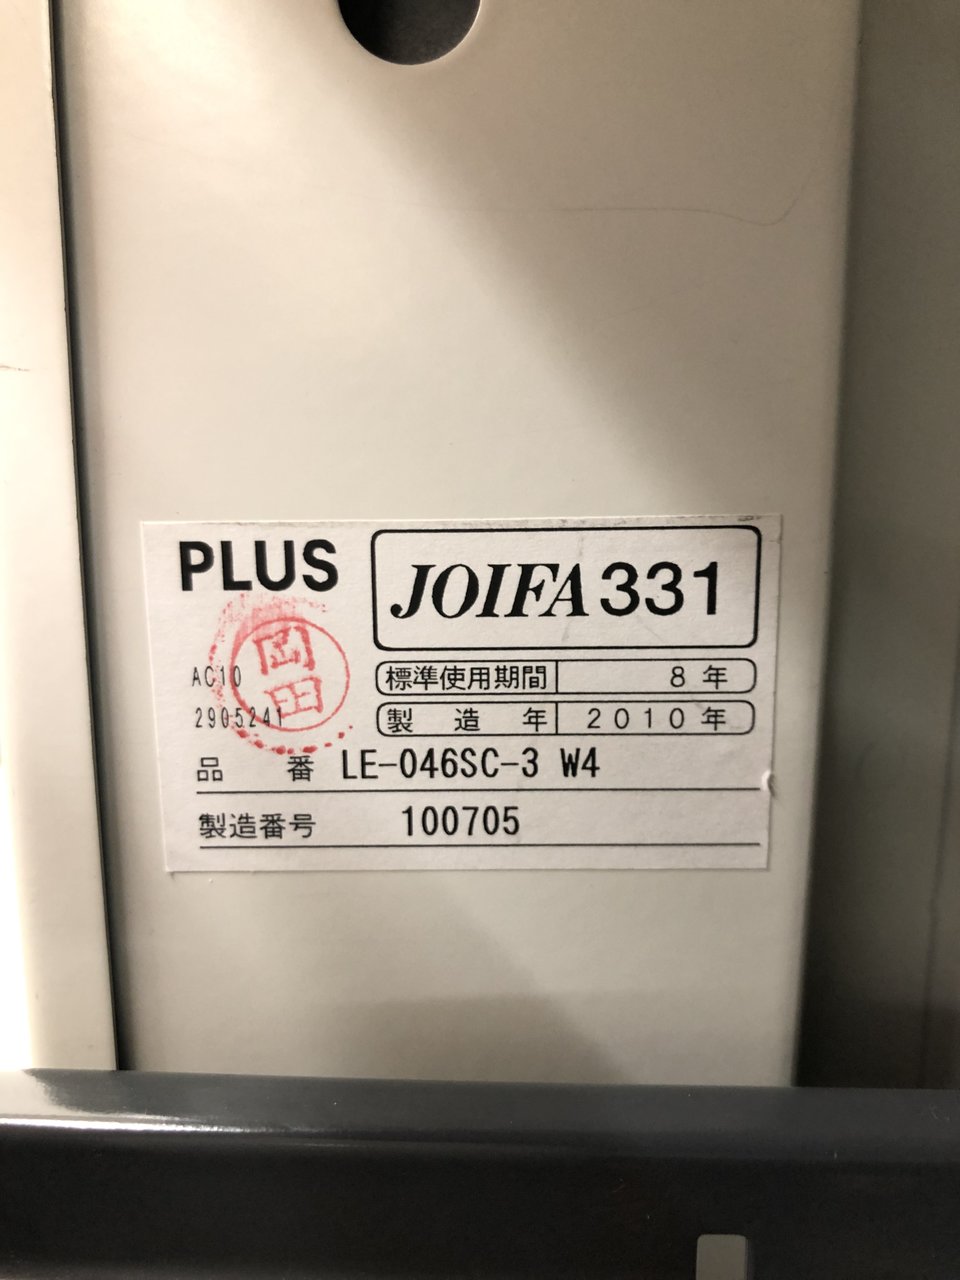 PLUS
JOIFA331
岡田
AC10
2905241
標準使用期間 8年
製造年 2010年
品番 LE-046SC-3 W4
製造番号 100705